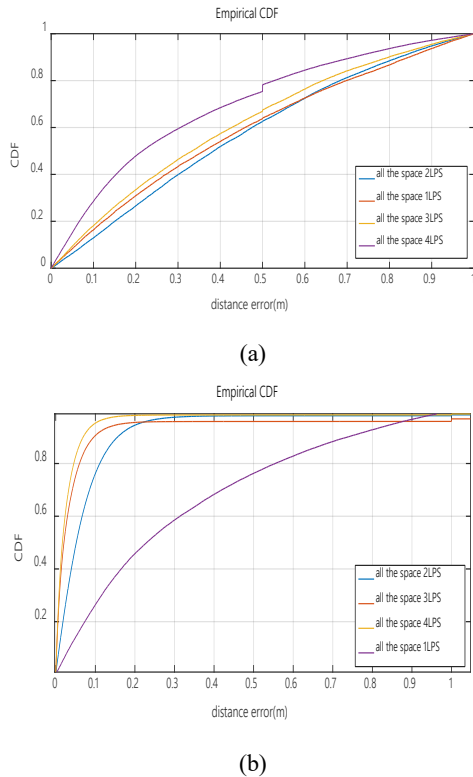 Empirical CDF
1
0.8
0.6
0.4
0.2
0
CDF
all the space 2LPS
all the space 1LPS
all the space 3LPS
all the space 4LPS
0 0.1 0.2 0.3 0.4 0.5 0.6 0.7 0.8 0.9 1
distance error(m)
(a)
Empirical CDF
0.8
0.6
0.4
0.2
CDF
all the space 2LPS
all the space 3LPS
all the space 4LPS
all the space 1LPS
0 0.1 0.2 0.3 0.4 0.5 0.6 0.7 0.8 0.9 1
distance error(m)
(b)